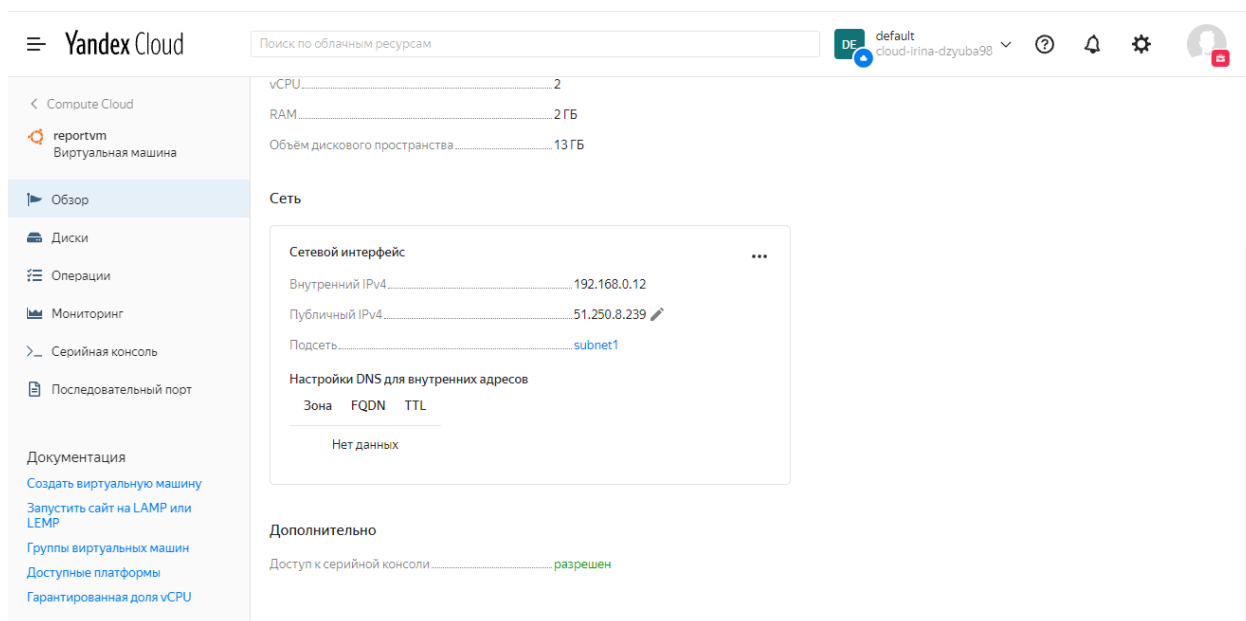 Yandex Cloud
Поиск по облачным ресурсам
DE
default
cloud-irina-dzyuba98
Compute Cloud
reportvm
Виртуальная машина
Обзор
Диски
Операции
Мониторинг
Серийная консоль
Последовательный порт
Документация
Создать виртуальную машину
Запустить сайт на LAMP или
LEMP
Группы виртуальных машин
Доступные платформы
Гарантированная доля vCPU
vCPU 2
RAM 2 ГБ
Объём дискового пространства 13 ГБ
Сеть
Сетевой интерфейс
Внутренний IPv4 192.168.0.12
Публичный IPv4 51.250.8.239
Подсеть subnet1
Настройки DNS для внутренних адресов
Зона FQDN TTL
Нет данных
Дополнительно
Доступ к серийной консоли разрешен